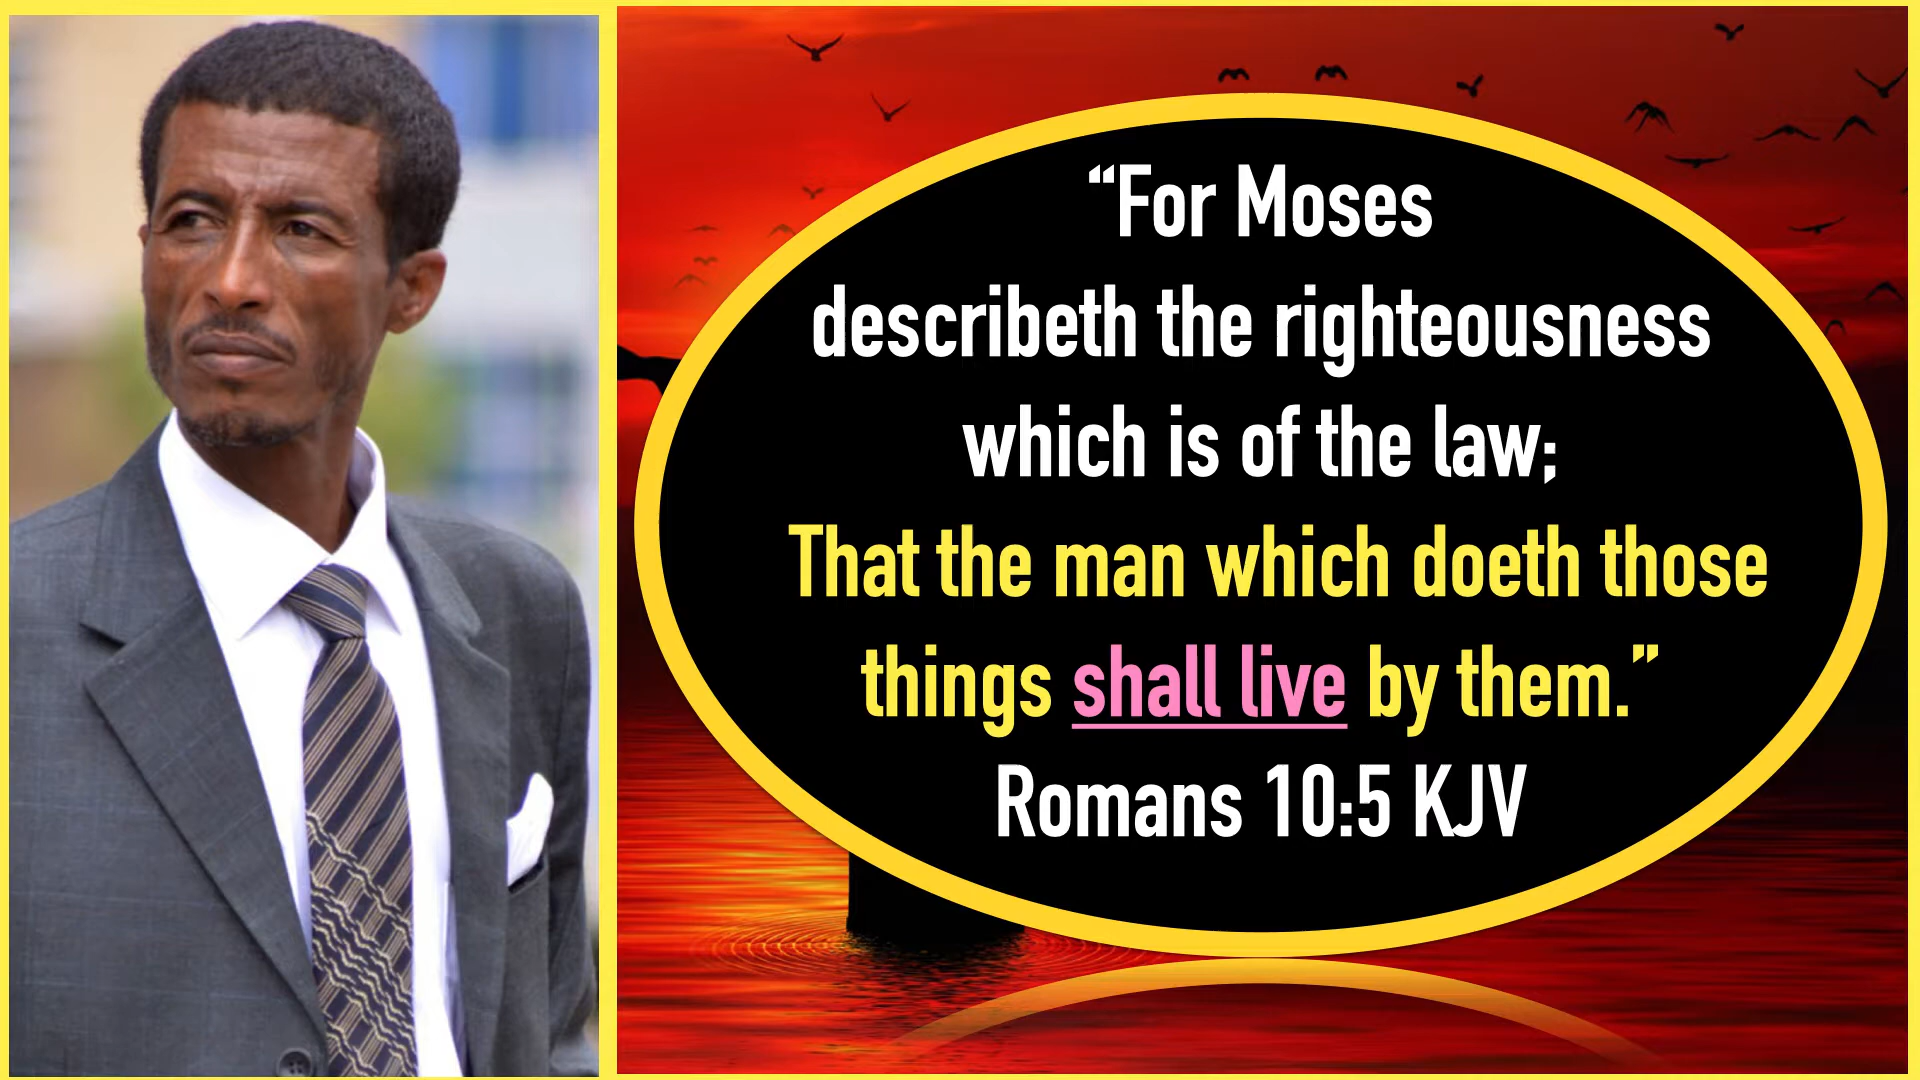 “For Moses
describeth the righteousness
which is of the law;
That the man which doeth those
things shall live by them.”
Romans 10:5 KJV